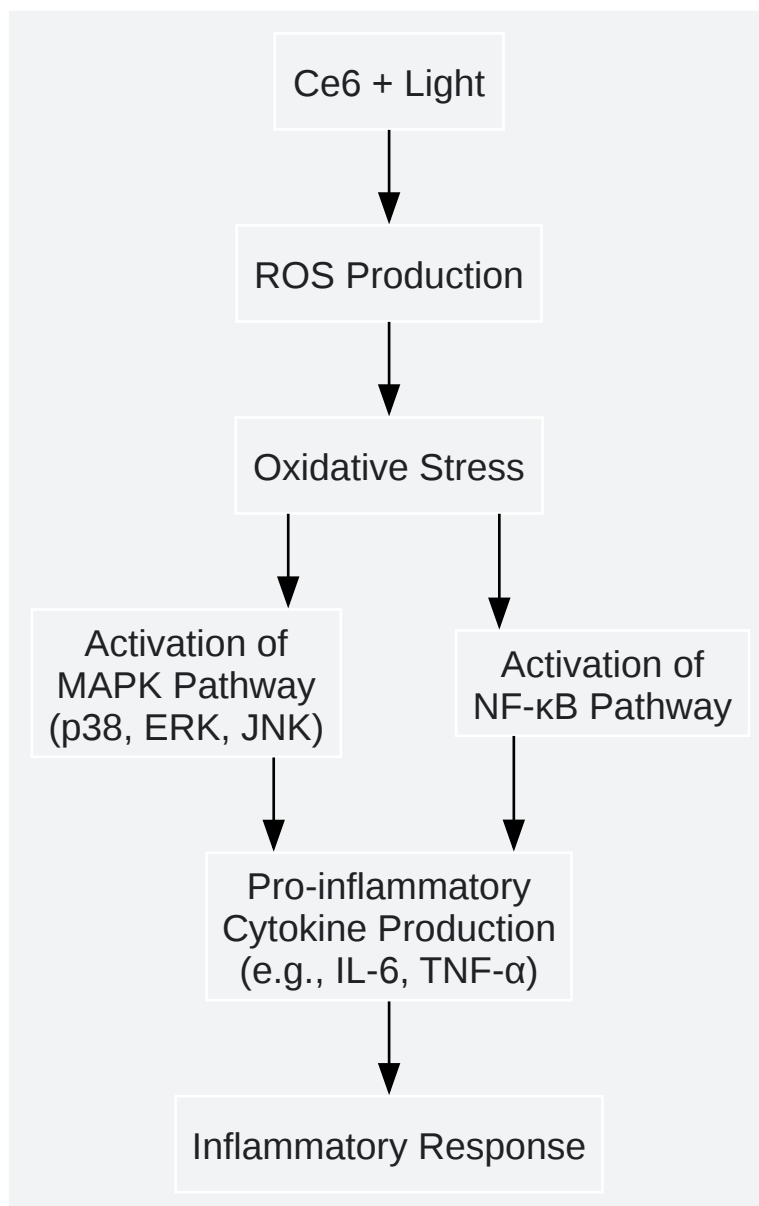 Ce6 + Light
ROS Production
Oxidative Stress
Activation of
MAPK Pathway
(p38, ERK, JNK)
Activation of
NF-κB Pathway
Pro-inflammatory
Cytokine Production
(e.g., IL-6, TNF-α)
Inflammatory Response